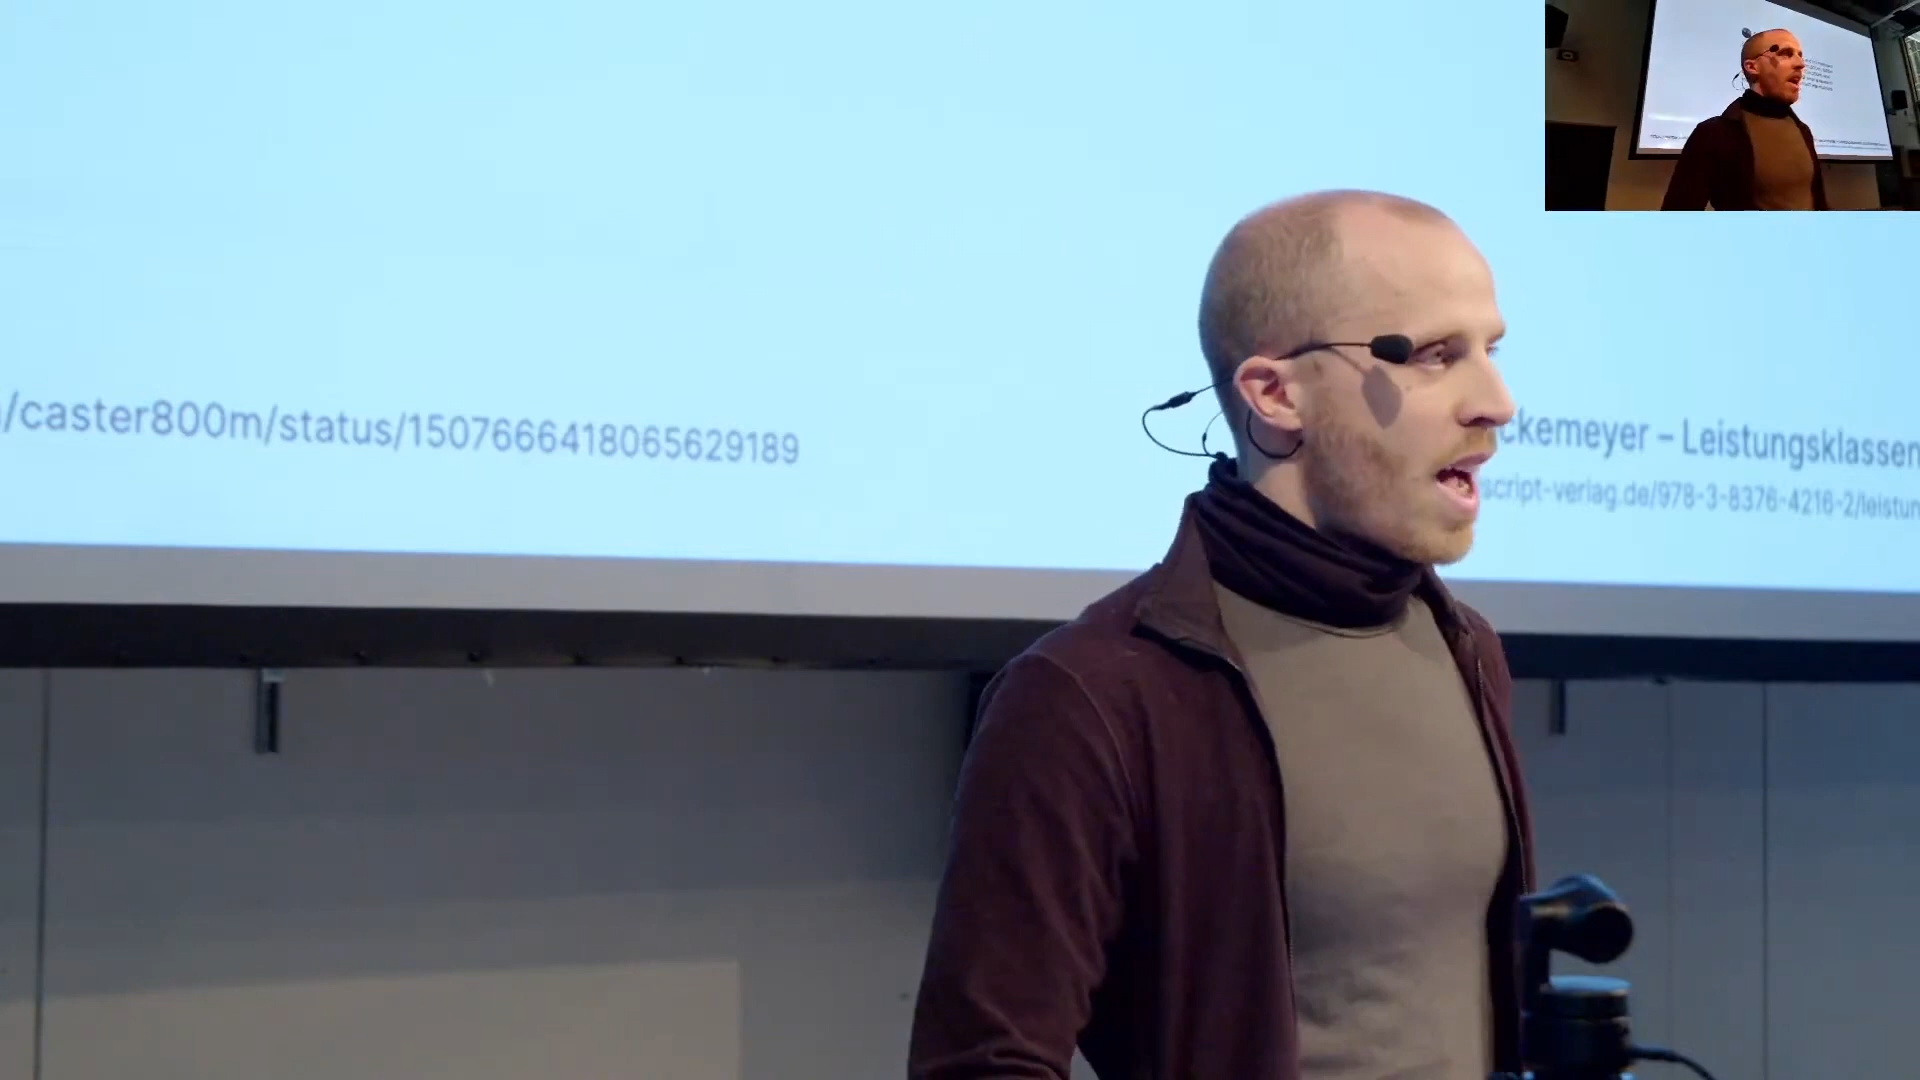 /caster800m/status/1507666418065629189
ckemeyer – Leistungsklassen
script-verlag.de/978-3-8376-4216-2/leistun